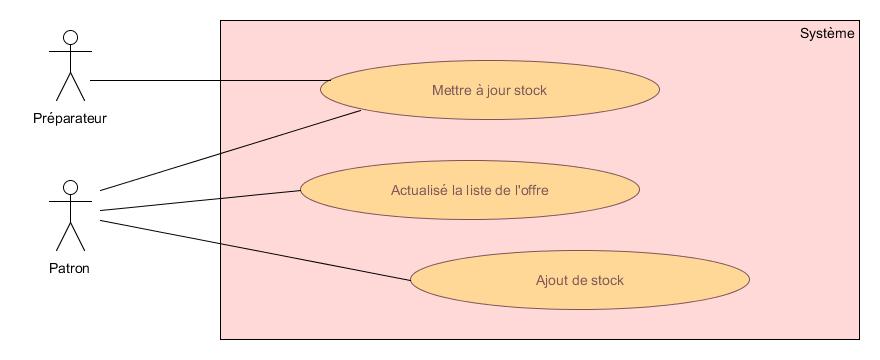 Système
Préparateur
Mettre à jour stock
Patron
Actualisé la liste de l'offre
Ajout de stock